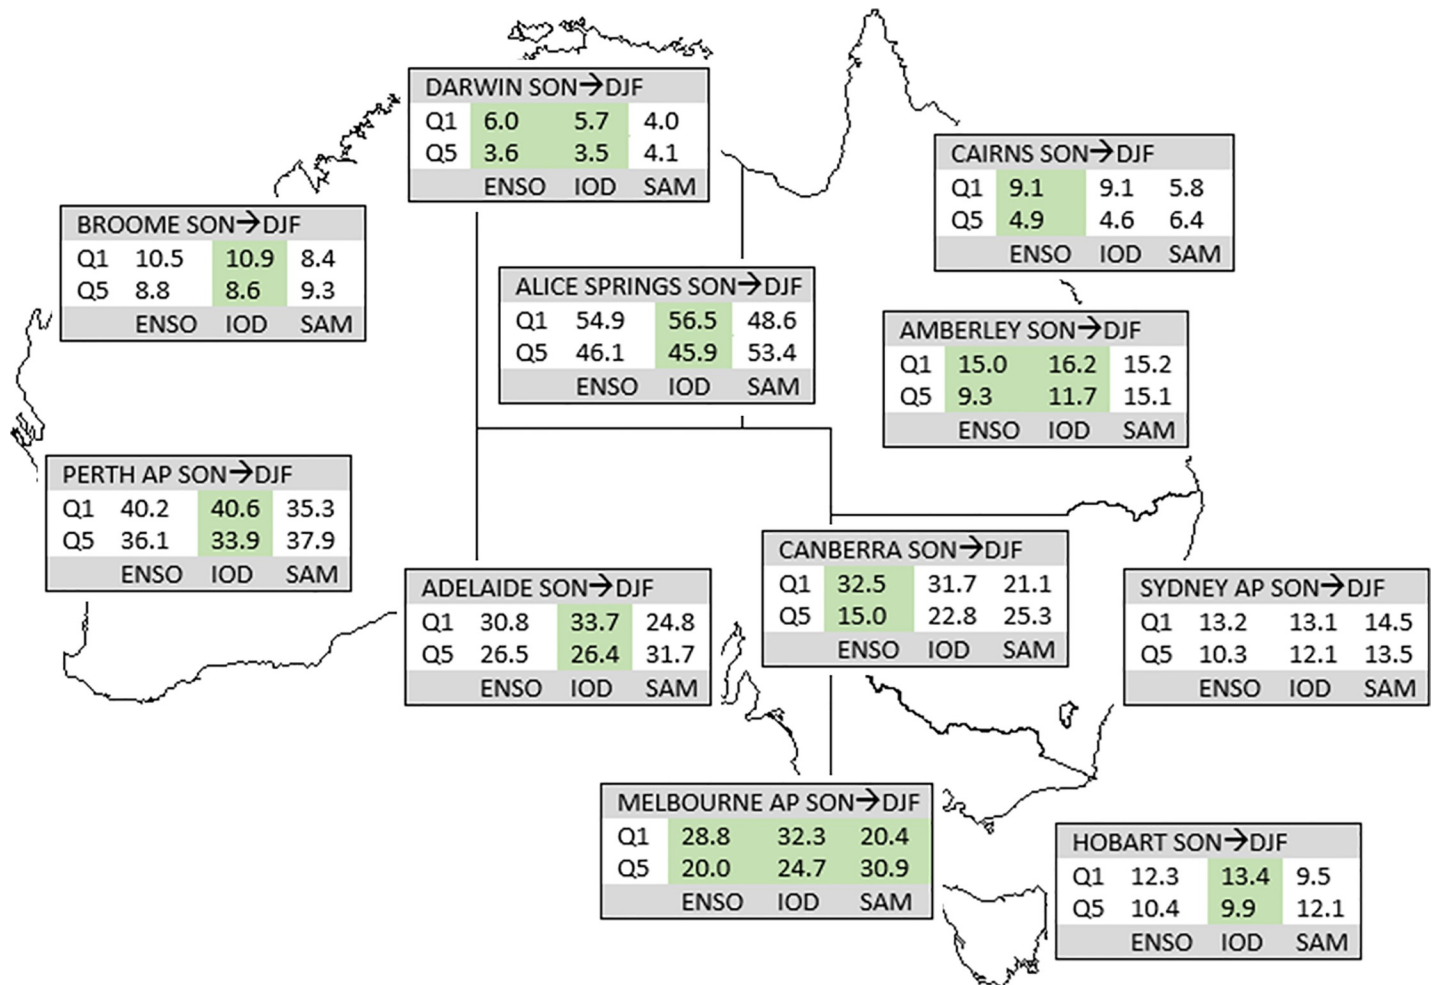 DARWIN SON→DJF
Q1 6.0 5.7 4.0
Q5 3.6 3.5 4.1
ENSO IOD SAM
CAIRNS SON→DJF
Q1 9.1 9.1 5.8
Q5 4.9 4.6 6.4
ENSO IOD SAM
BROOME SON→DJF
Q1 10.5 10.9 8.4
Q5 8.8 8.6 9.3
ENSO IOD SAM
ALICE SPRINGS SON→DJF
Q1 54.9 56.5 48.6
Q5 46.1 45.9 53.4
ENSO IOD SAM
AMBERLEY SON→DJF
Q1 15.0 16.2 15.2
Q5 9.3 11.7 15.1
ENSO IOD SAM
PERTH AP SON→DJF
Q1 40.2 40.6 35.3
Q5 36.1 33.9 37.9
ENSO IOD SAM
ADELAIDE SON→DJF
Q1 30.8 33.7 24.8
Q5 26.5 26.4 31.7
ENSO IOD SAM
CANBERRA SON→DJF
Q1 32.5 31.7 21.1
Q5 15.0 22.8 25.3
ENSO IOD SAM
SYDNEY AP SON→DJF
Q1 13.2 13.1 14.5
Q5 10.3 12.1 13.5
ENSO IOD SAM
MELBOURNE AP SON→DJF
Q1 28.8 32.3 20.4
Q5 20.0 24.7 30.9
ENSO IOD SAM
HOBART SON→DJF
Q1 12.3 13.4 9.5
Q5 10.4 9.9 12.1
ENSO IOD SAM